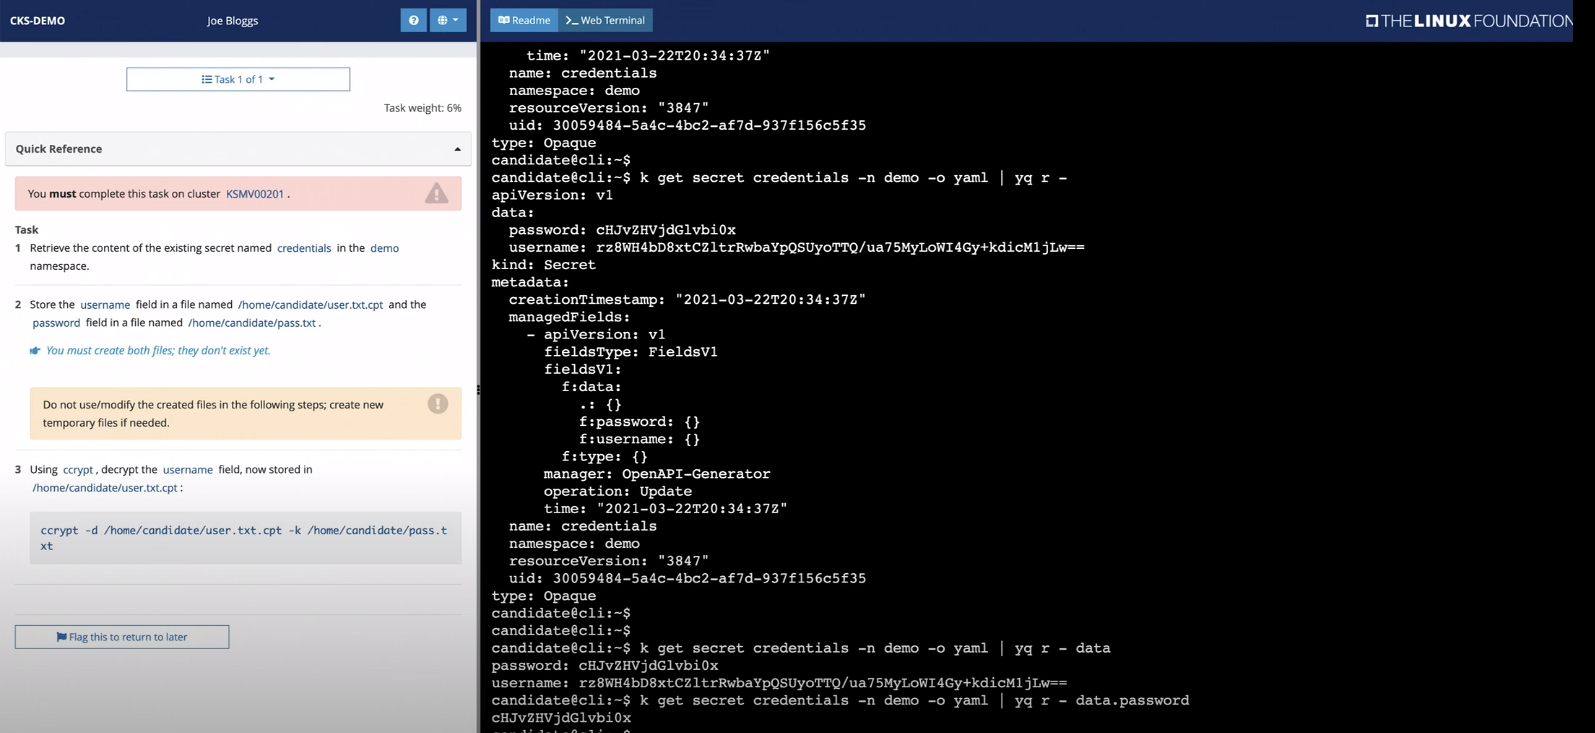 CKS-DEMO
Joe Bloggs
Readme
Web Terminal
THE LINUX FOUNDATION
Task 1 of 1
Task weight: 6%
Quick Reference
You must complete this task on cluster KSMV00201 .
Task
1 Retrieve the content of the existing secret named credentials in the demo
namespace.
2 Store the username field in a file named /home/candidate/user.txt.cpt and the
password field in a file named /home/candidate/pass.txt .
You must create both files; they don't exist yet.
Do not use/modify the created files in the following steps; create new
temporary files if needed.
3 Using ccrypt , decrypt the username field, now stored in
/home/candidate/user.txt.cpt :
ccrypt -d /home/candidate/user.txt.cpt -k /home/candidate/pass.t
xt
Flag this to return to later
time: "2021-03-22T20:34:37Z"
name: credentials
namespace: demo
resourceVersion: "3847"
uid: 30059484-5a4c-4bc2-af7d-937f156c5f35
type: Opaque
candidate@cli:~$
candidate@cli:~$ k get secret credentials -n demo -o yaml | yq r -
apiVersion: v1
data:
password: cHJvZHVjdGlvbi0x
username: rz8WH4bD8xtCZltrRwbaYpQSUyoTTQ/ua75MyLoWI4Gy+kdicM1jLw==
kind: Secret
metadata:
creationTimestamp: "2021-03-22T20:34:37Z"
managedFields:
- apiVersion: v1
fieldsType: FieldsV1
fieldsV1:
f:data:
.: {}
f:password: {}
f:username: {}
f:type: {}
manager: OpenAPI-Generator
operation: Update
time: "2021-03-22T20:34:37Z"
name: credentials
namespace: demo
resourceVersion: "3847"
uid: 30059484-5a4c-4bc2-af7d-937f156c5f35
type: Opaque
candidate@cli:~$
candidate@cli:~$
candidate@cli:~$ k get secret credentials -n demo -o yaml | yq r - data
password: cHJvZHVjdGlvbi0x
username: rz8WH4bD8xtCZltrRwbaYpQSUyoTTQ/ua75MyLoWI4Gy+kdicM1jLw==
candidate@cli:~$ k get secret credentials -n demo -o yaml | yq r - data.password
cHJvZHVjdGlvbi0x